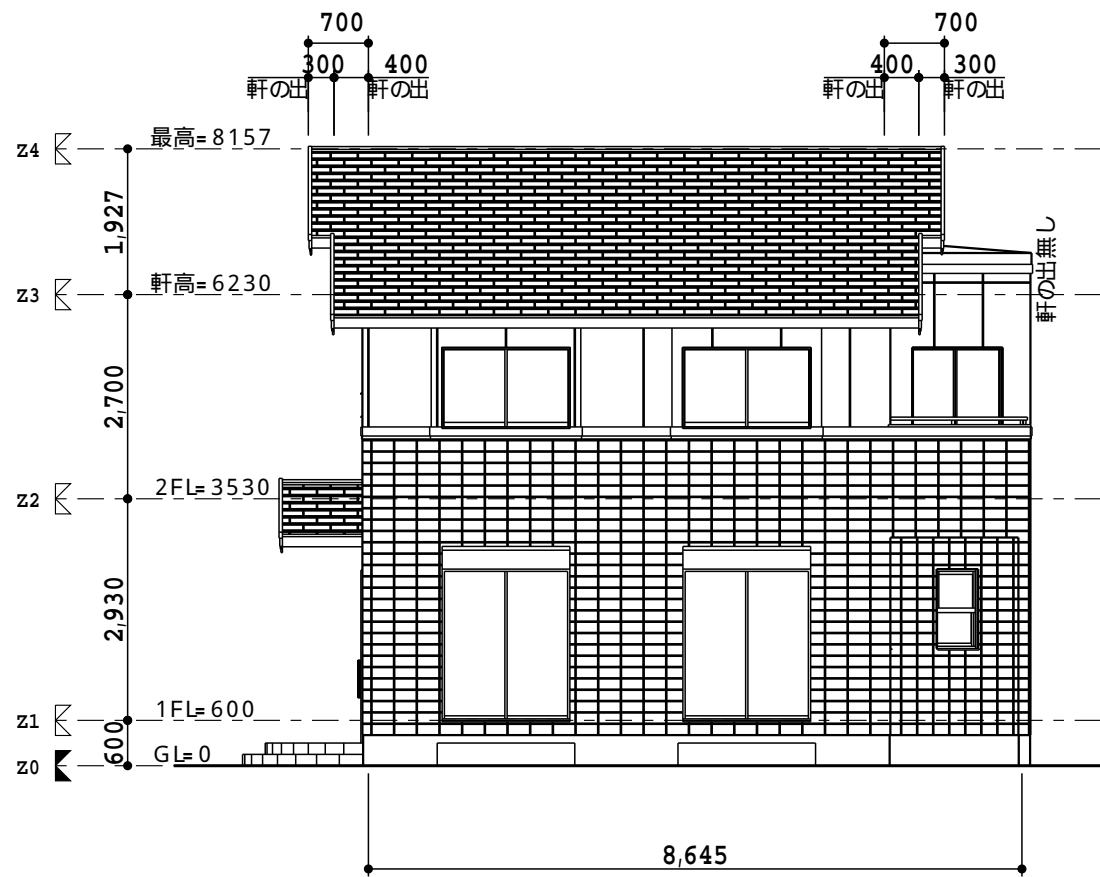 700
700
300
400
400
300
軒の出
軒の出
軒の出
軒の出
Z4
最高=8157
1,927
軒の出無し
Z3
軒高=6230
2,700
Z2
2FL=3530
2,930
Z1
1FL=600
600
Z0
GL=0
8,645